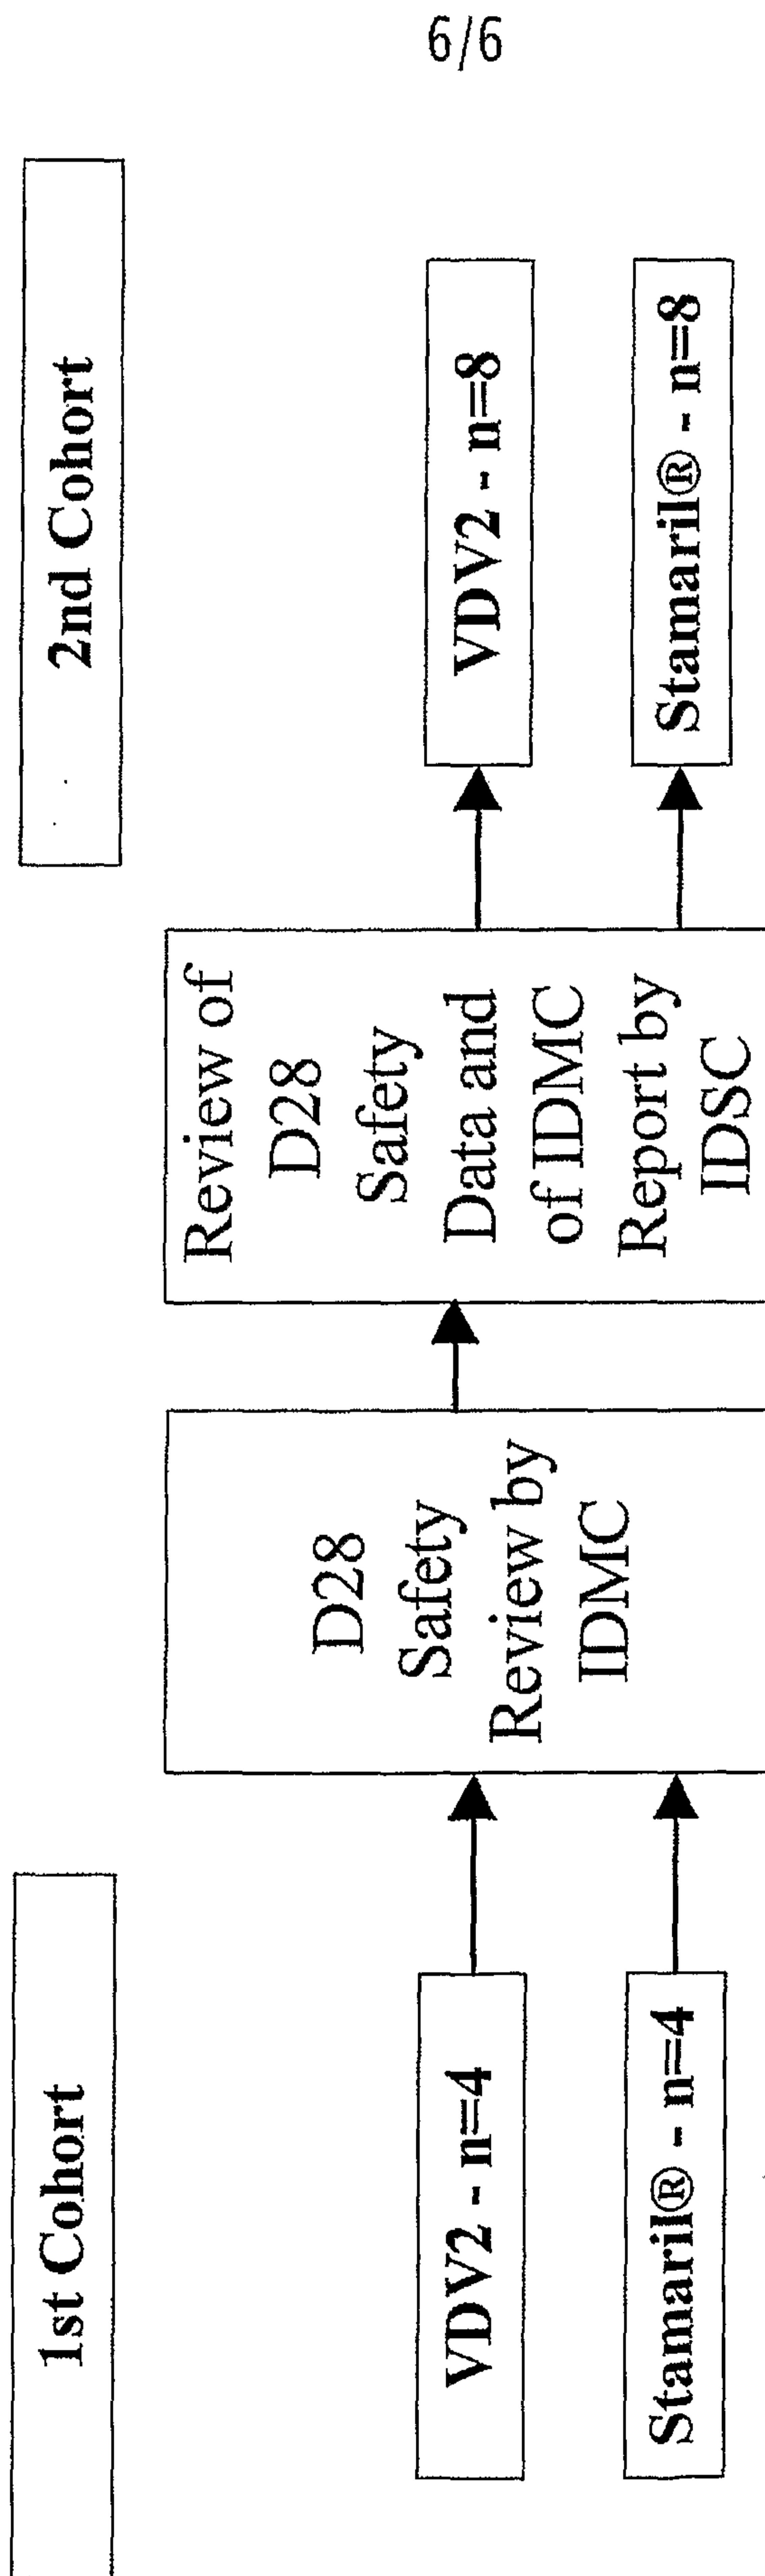 6/6
1st Cohort
2nd Cohort
VDV2 - n=4
Stamaril® - n=4
D28
Safety
Review by
IDMC
Review of
D28
Safety
Data and
of IDMC
Report by
IDSC
VDV2 - n=8
Stamaril® - n=8